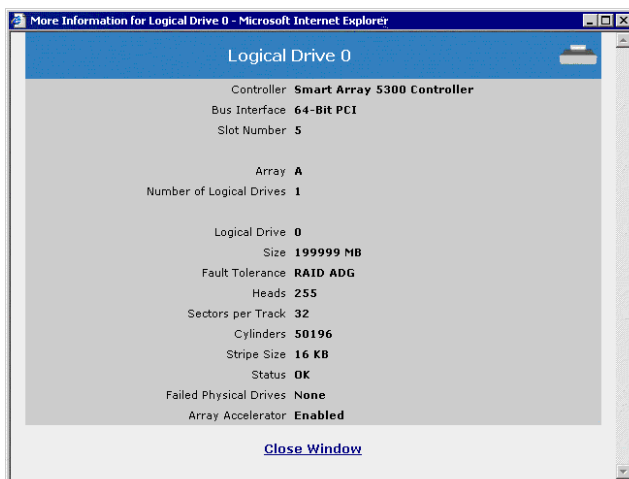 More Information for Logical Drive 0 - Microsoft Internet Explorer
Logical Drive 0
Controller Smart Array 5300 Controller
Bus Interface 64-Bit PCI
Slot Number 5
Array A
Number of Logical Drives 1
Logical Drive 0
Size 199999 MB
Fault Tolerance RAID ADG
Heads 255
Sectors per Track 32
Cylinders 50196
Stripe Size 16 KB
Status OK
Failed Physical Drives None
Array Accelerator Enabled
Close Window